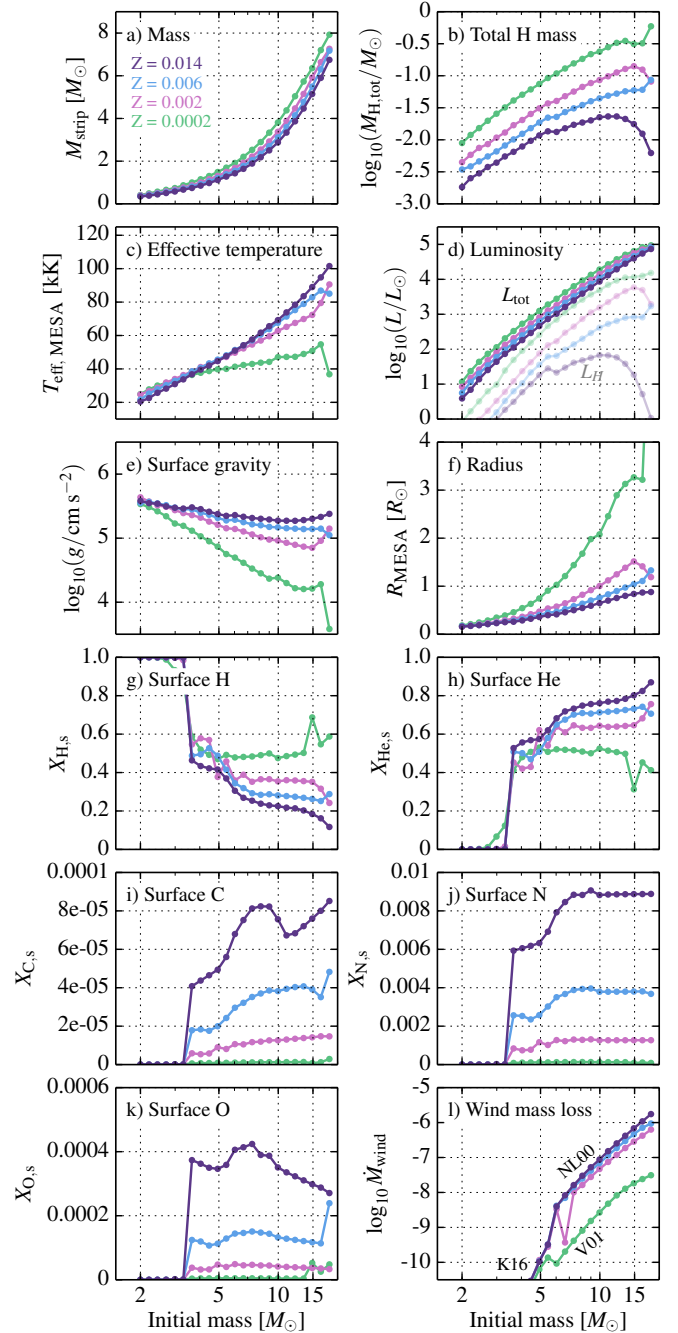 a) Mass
Z = 0.014
Z = 0.006
Z = 0.002
Z = 0.0002
M_strip [M_⊙]
8
6
4
2
0
b) Total H mass
log₁₀(M_H,tot/M_⊙)
0.0
-0.5
-1.0
-1.5
-2.0
-2.5
-3.0
c) Effective temperature
T_eff, MESA [kK]
120
100
80
60
40
20
d) Luminosity
L_tot
L_H
log₁₀(L/L_⊙)
5
4
3
2
1
0
e) Surface gravity
log₁₀(g/cm s⁻²)
6
5
4
f) Radius
R_MESA [R_⊙]
4
3
2
1
0
g) Surface H
X_H,s
1.0
0.8
0.6
0.4
0.2
0
h) Surface He
X_He,s
1.0
0.8
0.6
0.4
0.2
0
i) Surface C
X_C,s
0.0001
8e-05
6e-05
4e-05
2e-05
0
j) Surface N
X_N,s
0.01
0.008
0.006
0.004
0.002
0
k) Surface O
X_O,s
0.0006
0.0004
0.0002
0
2 5 10 15
Initial mass [M_⊙]
l) Wind mass loss
NL00
V01
K16
log₁₀ Ṁ_wind
-5
-6
-7
-8
-9
-10
2 5 10 15
Initial mass [M_⊙]